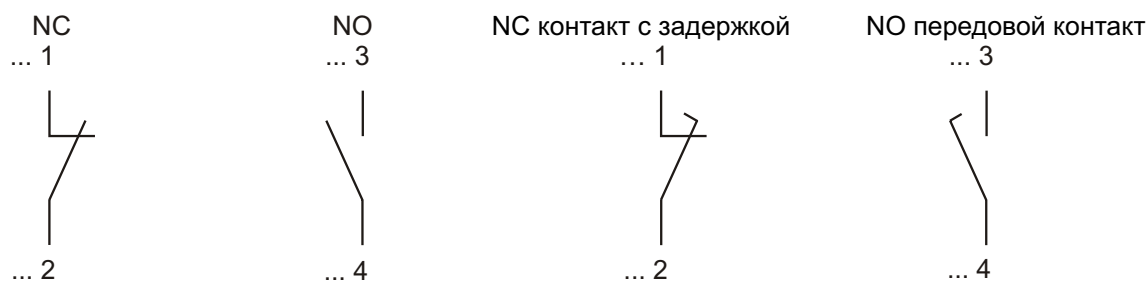 NC NO NC контакт с задержкой NO передовой контакт
... 1 ... 3 ... 1 ... 3
... 2 ... 4 ... 2 ... 4